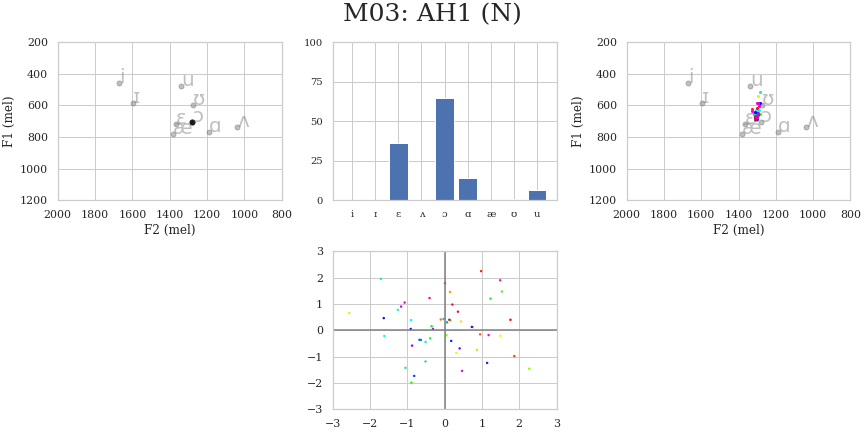 M03: AH1 (N)
200
400
600
800
1000
1200
F1 (mel)
i
u
ɪ
ʊ
ɛ
ɔ
æ
ɑ
ʌ
2000 1800 1600 1400 1200 1000 800
F2 (mel)
100
75
50
25
0
i ɪ ɛ ʌ ɔ ɑ æ ʊ u
200
400
600
800
1000
1200
F1 (mel)
i
u
ɪ
ʊ
ɛ
ɔ
æ
ɑ
ʌ
2000 1800 1600 1400 1200 1000 800
F2 (mel)
3
2
1
0
−1
−2
−3
−3 −2 −1 0 1 2 3